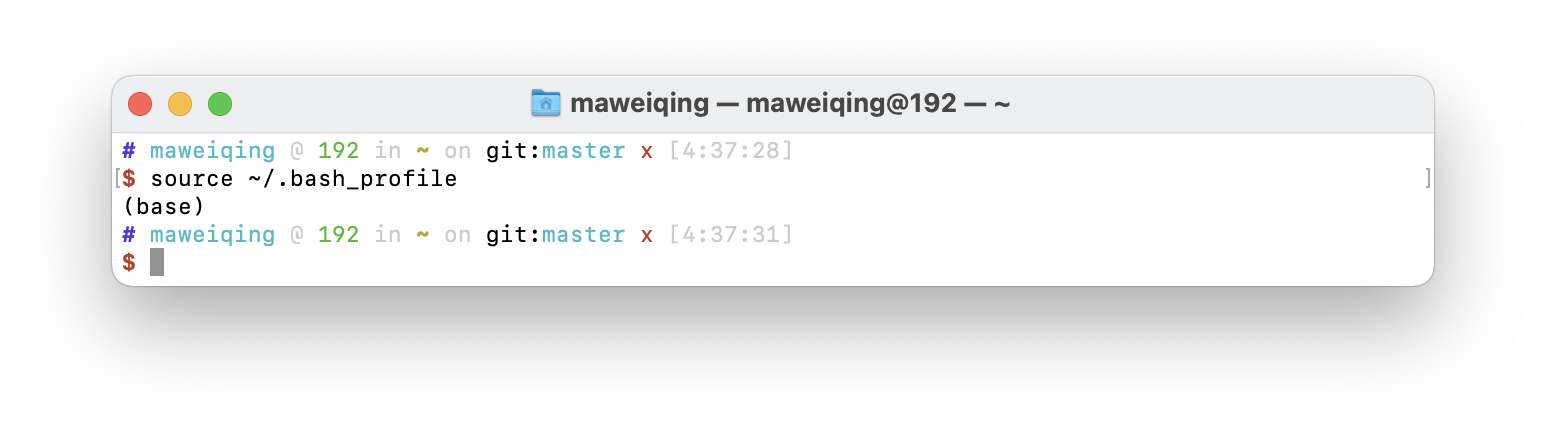 maweiqing — maweiqing@192 — ~
# maweiqing @ 192 in ~ on git:master x [4:37:28]
[$ source ~/.bash_profile ]
(base)
# maweiqing @ 192 in ~ on git:master x [4:37:31]
$